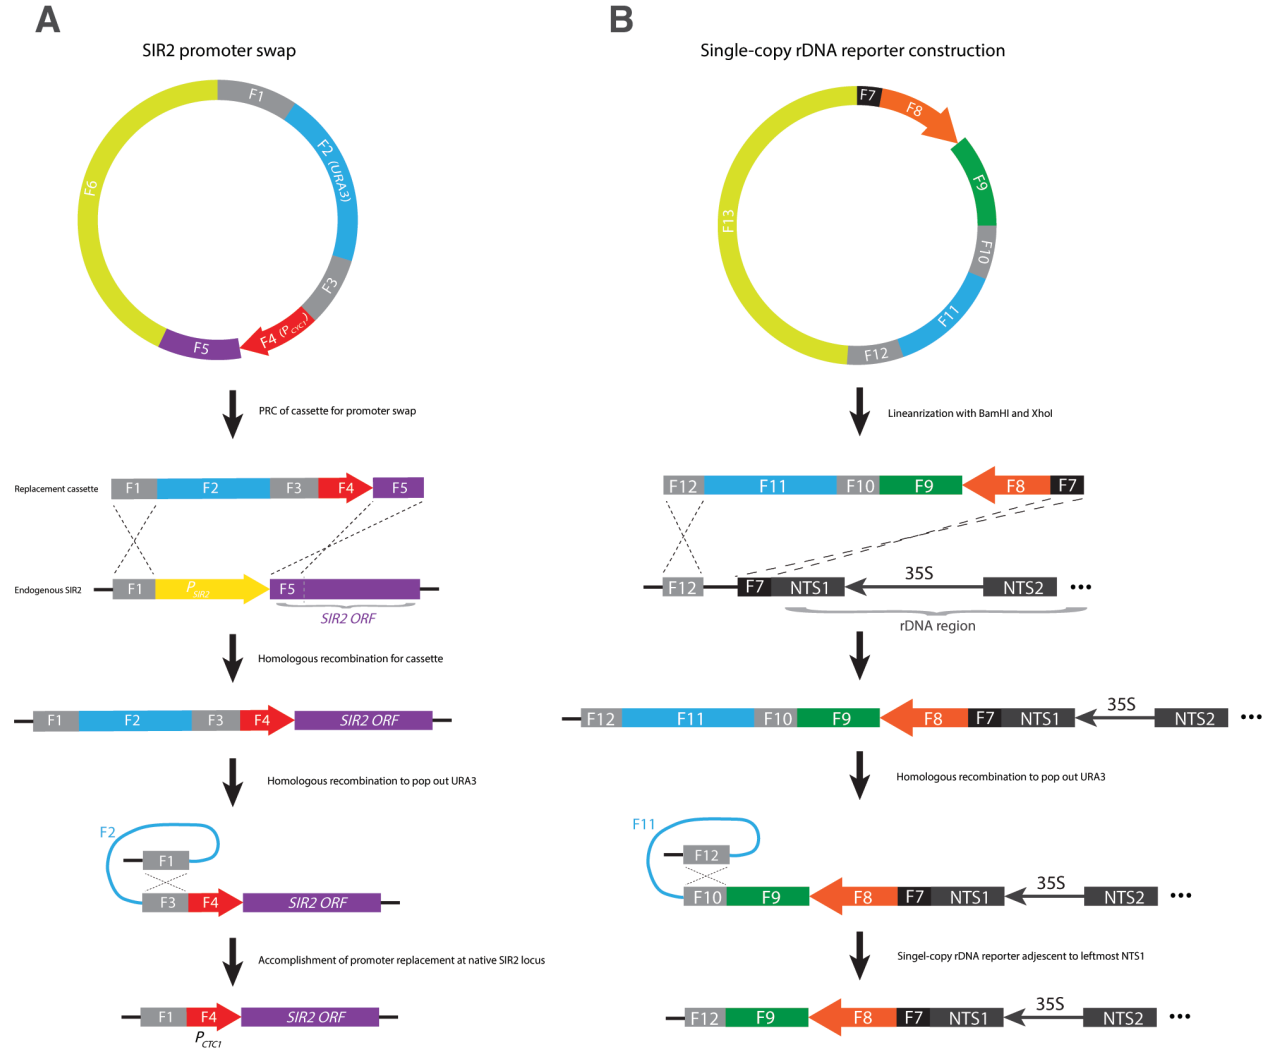 A
SIR2 promoter swap
F1
F2 (URA3)
F3
F4 (PCYC1)
F5
F6
PRC of cassette for promoter swap
Replacement cassette
F1 F2 F3 F4 F5
Endogenous SIR2
F1 PSIR2 F5
SIR2 ORF
Homologous recombination for cassette
F1 F2 F3 F4 SIR2 ORF
Homologous recombination to pop out URA3
F2
F1
F3 F4 SIR2 ORF
Accomplishment of promoter replacement at native SIR2 locus
F1 F4 SIR2 ORF
PCTC1
B
Single-copy rDNA reporter construction
F7
F8
F9
F10
F11
F12
F13
Lineanrization with BamHI and XhoI
F12 F11 F10 F9 F8 F7
F12 F7 NTS1 35S NTS2 •••
rDNA region
F12 F11 F10 F9 F8 F7 NTS1 35S NTS2 •••
Homologous recombination to pop out URA3
F11
F12
F10 F9 F8 F7 NTS1 35S NTS2 •••
Singel-copy rDNA reporter adjescent to leftmost NTS1
F12 F9 F8 F7 NTS1 35S NTS2 •••